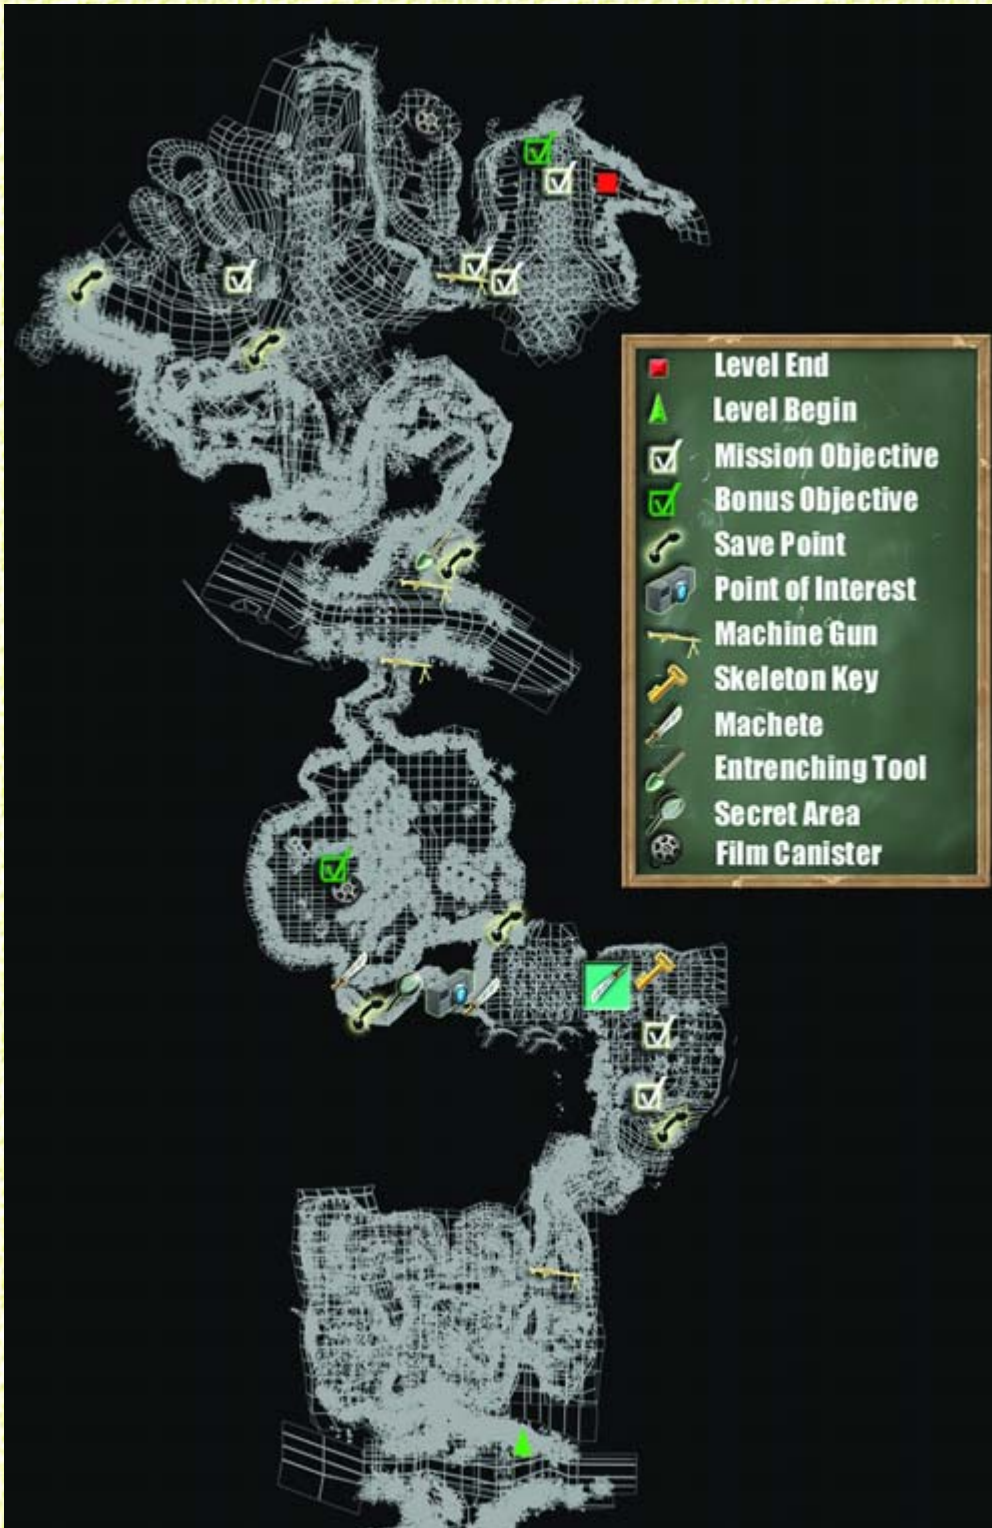 Level End
Level Begin
Mission Objective
Bonus Objective
Save Point
Point of Interest
Machine Gun
Skeleton Key
Machete
Entrenching Tool
Secret Area
Film Canister